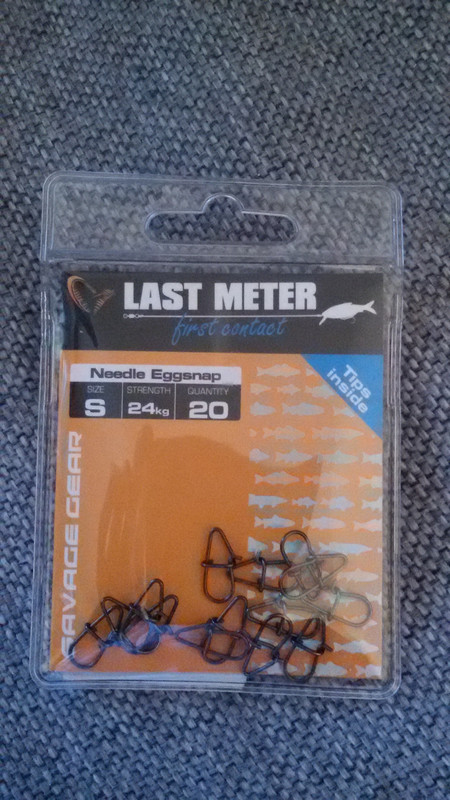 LAST METER
first contact
Tips
inside
Needle Eggsnap
SIZE STRENGTH QUANTITY
S 24kg 20
SAVAGE GEAR